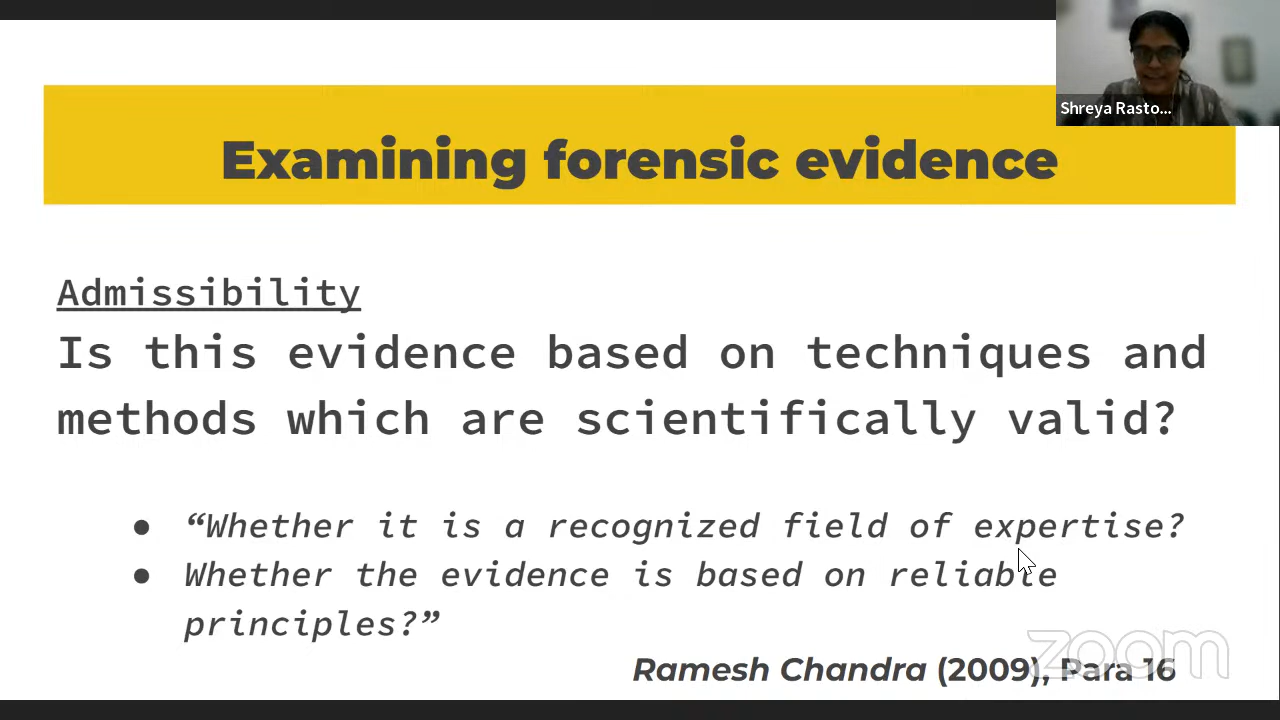 Shreya Rasto...
Examining forensic evidence
Admissibility
Is this evidence based on techniques and
methods which are scientifically valid?
● “Whether it is a recognized field of expertise?
● Whether the evidence is based on reliable
principles?”
zoom
Ramesh Chandra (2009), Para 16